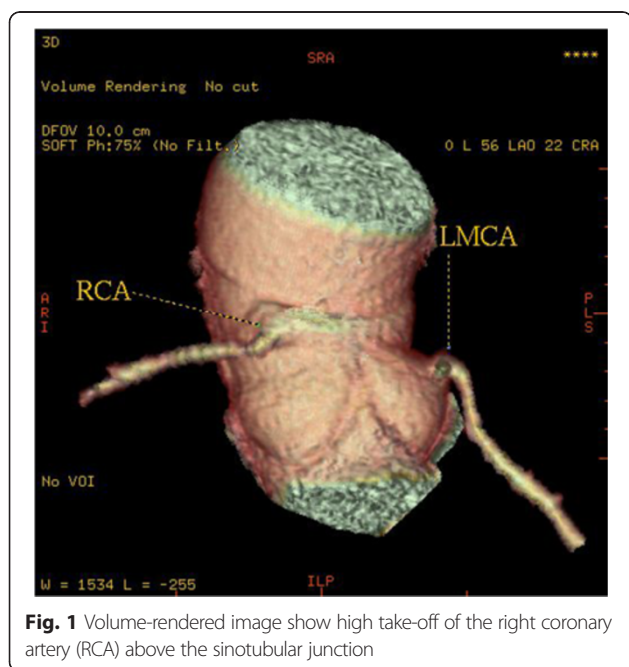 3D
SRA
****
Volume Rendering No cut
DFOV 10.0 cm
SOFT Ph:75% (No Filt.)
0 L 56 LAO 22 CRA
LMCA
RCA
A
R
I
P
L
S
No VOI
W = 1534 L = -255
ILP
Fig. 1 Volume-rendered image show high take-off of the right coronary
artery (RCA) above the sinotubular junction